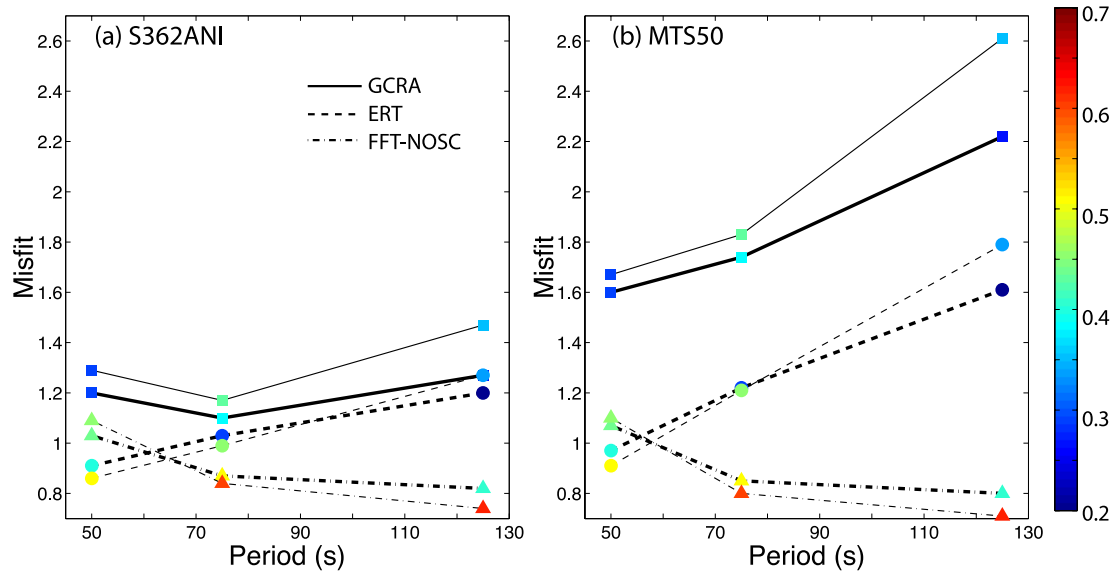 (a) S362ANI
(b) MTS50
GCRA
ERT
FFT-NOSC
Misfit
2.6
2.4
2.2
2
1.8
1.6
1.4
1.2
1
0.8
50 70 90 110 130
Period (s)
Misfit
2.6
2.4
2.2
2
1.8
1.6
1.4
1.2
1
0.8
50 70 90 110 130
Period (s)
0.7
0.6
0.5
0.4
0.3
0.2